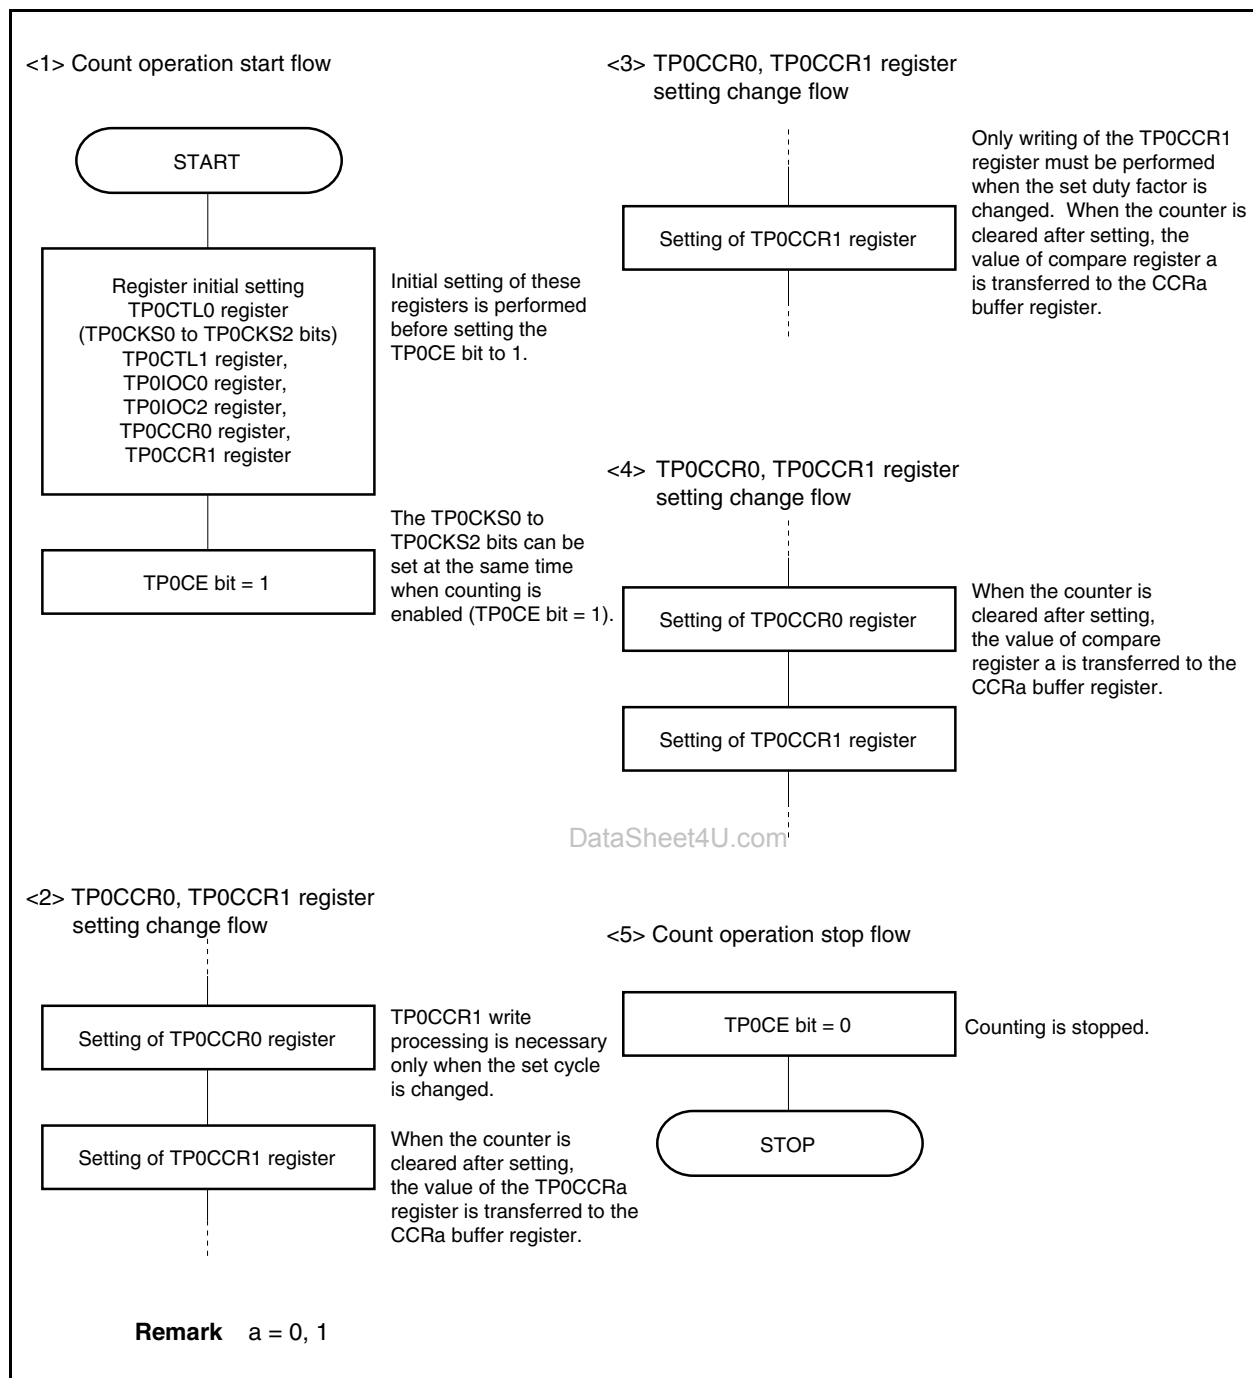 <1> Count operation start flow
START
Register initial setting
TP0CTL0 register
(TP0CKS0 to TP0CKS2 bits)
TP0CTL1 register,
TP0IOC0 register,
TP0IOC2 register,
TP0CCR0 register,
TP0CCR1 register
Initial setting of these
registers is performed
before setting the
TP0CE bit to 1.
TP0CE bit = 1
The TP0CKS0 to
TP0CKS2 bits can be
set at the same time
when counting is
enabled (TP0CE bit = 1).
<2> TP0CCR0, TP0CCR1 register
setting change flow
Setting of TP0CCR0 register
TP0CCR1 write
processing is necessary
only when the set cycle
is changed.
Setting of TP0CCR1 register
When the counter is
cleared after setting,
the value of the TP0CCRa
register is transferred to the
CCRa buffer register.
<3> TP0CCR0, TP0CCR1 register
setting change flow
Setting of TP0CCR1 register
Only writing of the TP0CCR1
register must be performed
when the set duty factor is
changed. When the counter is
cleared after setting, the
value of compare register a
is transferred to the CCRa
buffer register.
<4> TP0CCR0, TP0CCR1 register
setting change flow
Setting of TP0CCR0 register
When the counter is
cleared after setting,
the value of compare
register a is transferred to the
CCRa buffer register.
Setting of TP0CCR1 register
DataSheet4U.com
<5> Count operation stop flow
TP0CE bit = 0
Counting is stopped.
STOP
Remark a = 0, 1